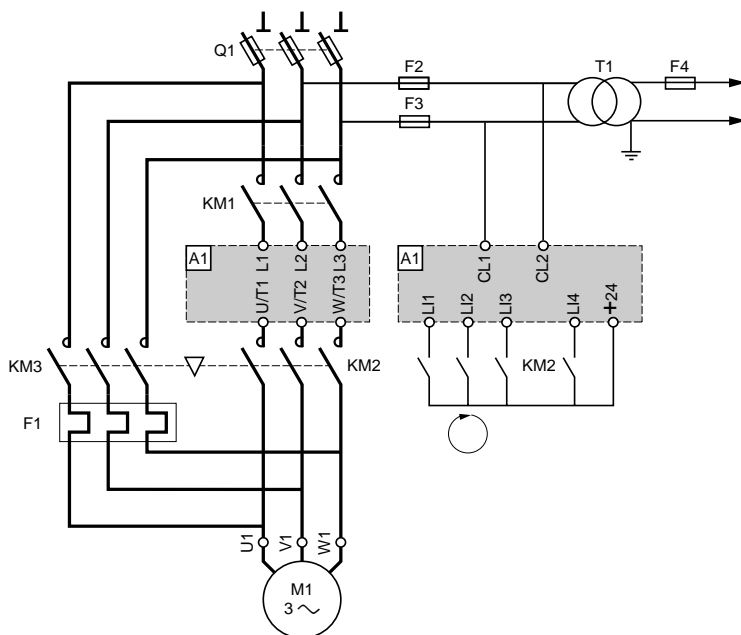 Q1
F2
T1
F4
F3
KM1
A1
L1
L2
L3
U/T1
V/T2
W/T3
A1
CL1
CL2
LI1
LI2
LI3
LI4
+24
KM3
KM2
KM2
F1
U1
V1
W1
M1
3